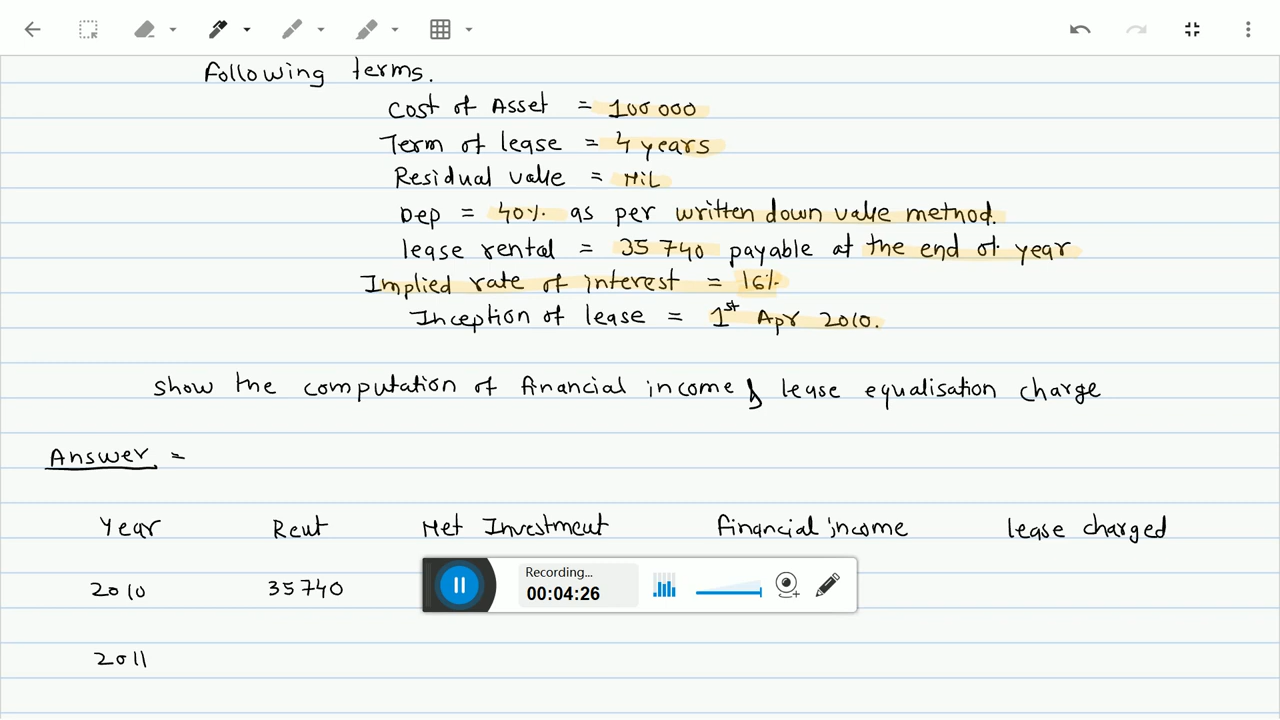 Following terms.
Cost of Asset = 100 000
Term of lease = 4 years
Residual value = Nil
Dep = 40% as per written down value method.
lease rental = 35 740 payable at the end of year
Implied rate of interest = 16%
Inception of lease = 1st Apr 2010.
show the computation of financial income & lease equalisation charge
Answer =
Year Rent Net Investment financial income lease charged
Recording...
2010 35740 00:04:26
2011